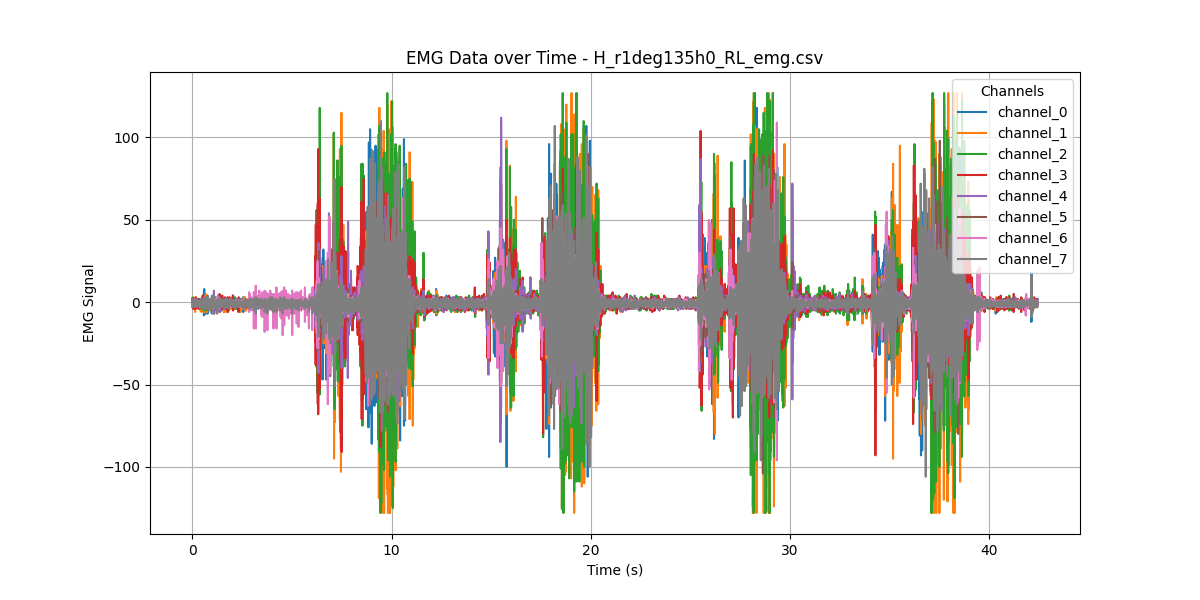 EMG Data over Time - H_r1deg135h0_RL_emg.csv
Channels
channel_0
channel_1
channel_2
channel_3
channel_4
channel_5
channel_6
channel_7
EMG Signal
100
50
0
−50
−100
0 10 20 30 40
Time (s)